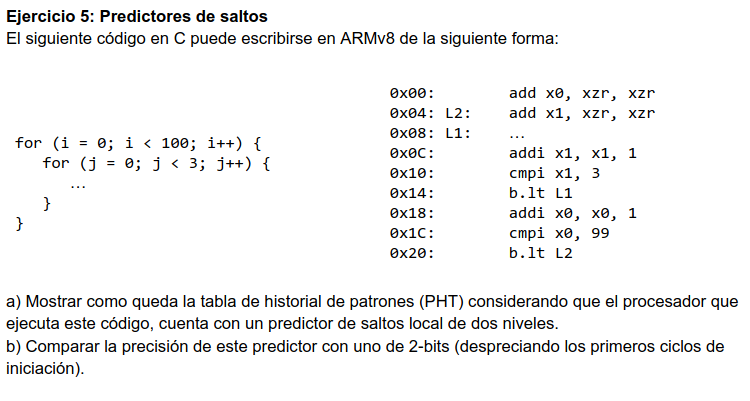 Ejercicio 5: Predictores de saltos
El siguiente código en C puede escribirse en ARMv8 de la siguiente forma:
for (i = 0; i < 100; i++) {
for (j = 0; j < 3; j++) {
...
}
}
0x00: add x0, xzr, xzr
0x04: L2: add x1, xzr, xzr
0x08: L1: ...
0x0C: addi x1, x1, 1
0x10: cmpi x1, 3
0x14: b.lt L1
0x18: addi x0, x0, 1
0x1C: cmpi x0, 99
0x20: b.lt L2
a) Mostrar como queda la tabla de historial de patrones (PHT) considerando que el procesador que
ejecuta este código, cuenta con un predictor de saltos local de dos niveles.
b) Comparar la precisión de este predictor con uno de 2-bits (despreciando los primeros ciclos de
iniciación).